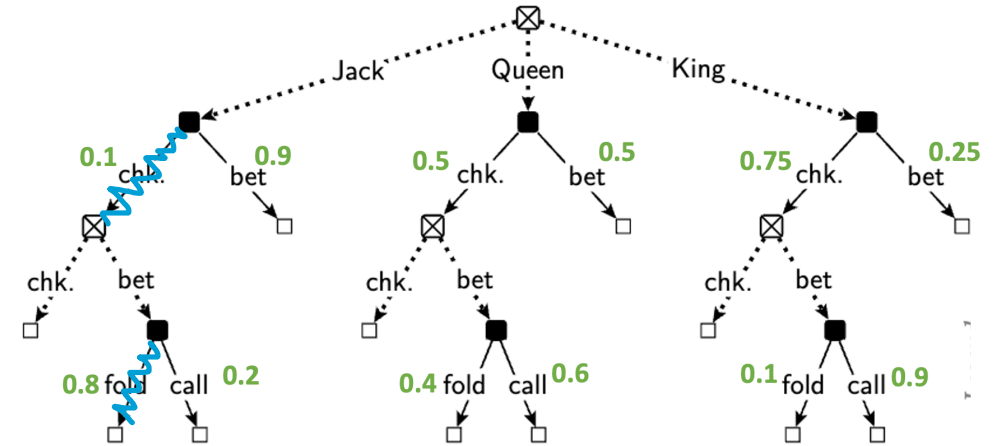 Jack Queen King
0.1 chk. 0.9 bet 0.5 chk. 0.5 bet 0.75 chk. 0.25 bet
chk. bet chk. bet chk. bet
0.8 fold call 0.2 0.4 fold call 0.6 0.1 fold call 0.9